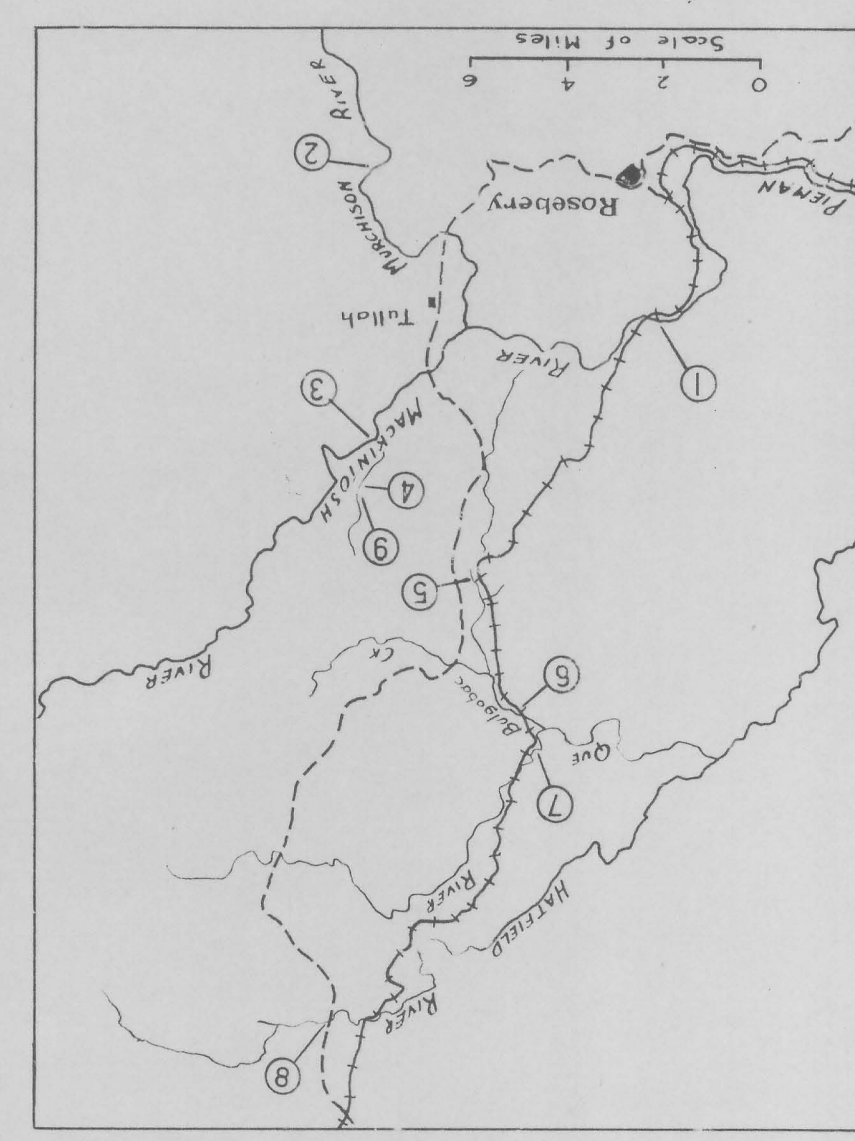 8
RIVER
HATFIELD
RIVER
7
QUE
Bulgobac
CK
6
RIVER
5
9
4
MACKINTOSH
3
1
RIVER
Tullah
MURCHISON
Rosebery
PIEMAN
2
RIVER
0 2 4 6
Scale of Miles